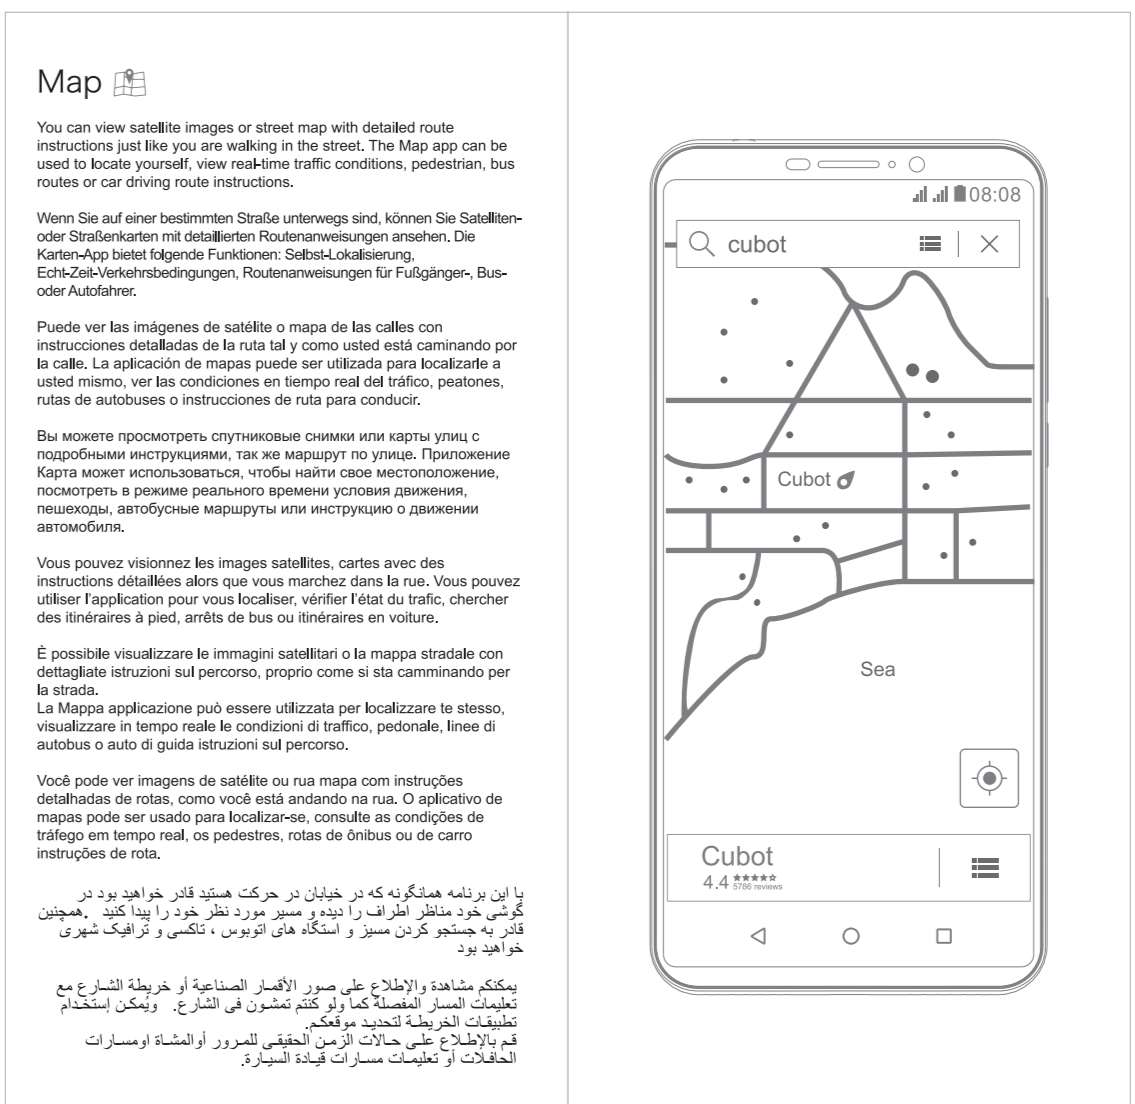 Map
You can view satellite images or street map with detailed route
instructions just like you are walking in the street. The Map app can be
used to locate yourself, view real-time traffic conditions, pedestrian, bus
routes or car driving route instructions.
Wenn Sie auf einer bestimmten Straße unterwegs sind, können Sie Satelliten-
oder Straßenkarten mit detaillierten Routenanweisungen ansehen. Die
Karten-App bietet folgende Funktionen: Selbst-Lokalisierung,
Echt-Zeit-Verkehrsbedingungen, Routenanweisungen für Fußgänger-, Bus-
oder Autofahrer.
Puede ver las imágenes de satélite o mapa de las calles con
instrucciones detalladas de la ruta tal y como usted está caminando por
la calle. La aplicación de mapas puede ser utilizada para localizarle a
usted mismo, ver las condiciones en tiempo real del tráfico, peatones,
rutas de autobuses o instrucciones de ruta para conducir.
Вы можете просмотреть спутниковые снимки или карты улиц с
подробными инструкциями, так же маршрут по улице. Приложение
Карта может использоваться, чтобы найти свое местоположение,
посмотреть в режиме реального времени условия движения,
пешеходы, автобусные маршруты или инструкцию о движении
автомобиля.
Vous pouvez visionnez les images satellites, cartes avec des
instructions détaillées alors que vous marchez dans la rue. Vous pouvez
utiliser l'application pour vous localiser, vérifier l'état du trafic, chercher
des itinéraires à pied, arrêts de bus ou itinéraires en voiture.
È possibile visualizzare le immagini satellitari o la mappa stradale con
dettagliate istruzioni sul percorso, proprio come si sta camminando per
la strada.
La Mappa applicazione può essere utilizzata per localizzare te stesso,
visualizzare in tempo reale le condizioni di traffico, pedonale, linee di
autobus o auto di guida istruzioni sul percorso.
Você pode ver imagens de satélite ou rua mapa com instruções
detalhadas de rotas, como você está andando na rua. O aplicativo de
mapas pode ser usado para localizar-se, consulte as condições de
tráfego em tempo real, os pedestres, rotas de ônibus ou de carro
instruções de rota.
با این برنامه همانگونه که در خیابان در حرکت هستید قادر خواهید بود در
گوشی خود مناظر اطراف را دیده و مسیر مورد نظر خود را پیدا کنید .همچنین
قادر به جستجو کردن مسیز و استگاه های اتوبوس ، تاکسی و ترافیک شهری
خواهید بود
يمكنكم مشاهدة والإطلاع على صور الأقمار الصناعية أو خريطة الشارع مع
تعليمات المسار المفصلة كما ولو كنتم تمشون فى الشارع. ويُمكن إستخدام
تطبيقات الخريطة لتحديد موقعكم.
قم بالإطلاع على حالات الزمن الحقيقى للمرور أوالمشاة اومسارات
الحافلات أو تعليمات مسارات قيادة السيارة.
08:08
cubot
Cubot
Sea
Cubot
4.4 5786 reviews